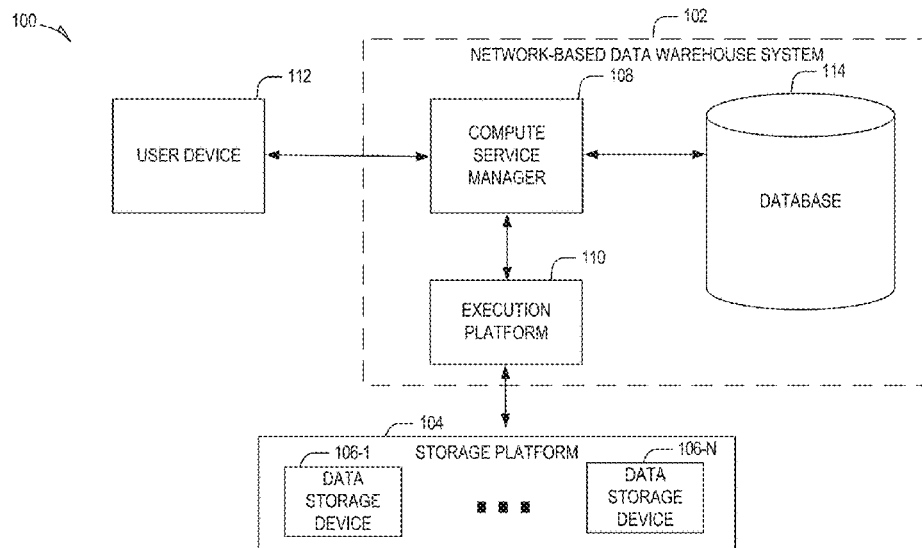 100
102
NETWORK-BASED DATA WAREHOUSE SYSTEM
112
108
114
USER DEVICE
COMPUTE
SERVICE
MANAGER
DATABASE
110
EXECUTION
PLATFORM
104
STORAGE PLATFORM
106-1
106-N
DATA
STORAGE
DEVICE
DATA
STORAGE
DEVICE